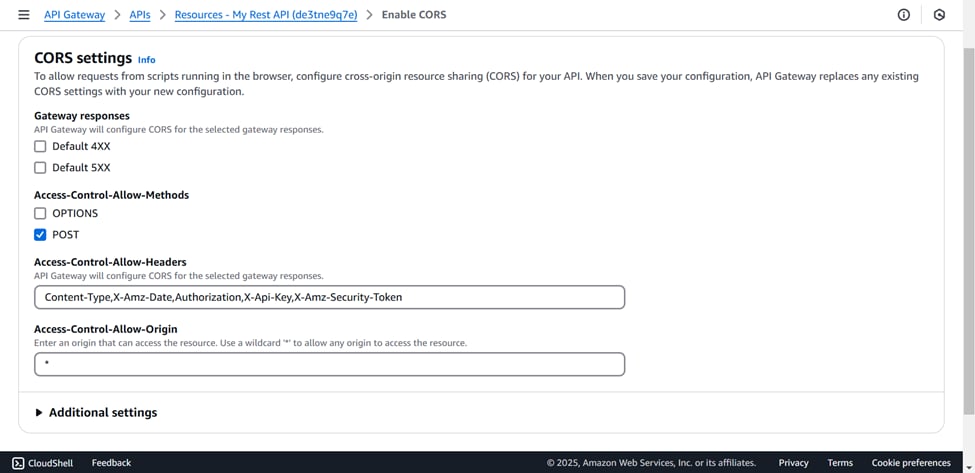 API Gateway > APIs > Resources - My Rest API (de3tne9q7e) > Enable CORS
CORS settings Info
To allow requests from scripts running in the browser, configure cross-origin resource sharing (CORS) for your API. When you save your configuration, API Gateway replaces any existing
CORS settings with your new configuration.
Gateway responses
API Gateway will configure CORS for the selected gateway responses.
Default 4XX
Default 5XX
Access-Control-Allow-Methods
OPTIONS
POST
Access-Control-Allow-Headers
API Gateway will configure CORS for the selected gateway responses.
Content-Type,X-Amz-Date,Authorization,X-Api-Key,X-Amz-Security-Token
Access-Control-Allow-Origin
Enter an origin that can access the resource. Use a wildcard '*' to allow any origin to access the resource.
*
Additional settings
CloudShell Feedback © 2025, Amazon Web Services, Inc. or its affiliates. Privacy Terms Cookie preferences